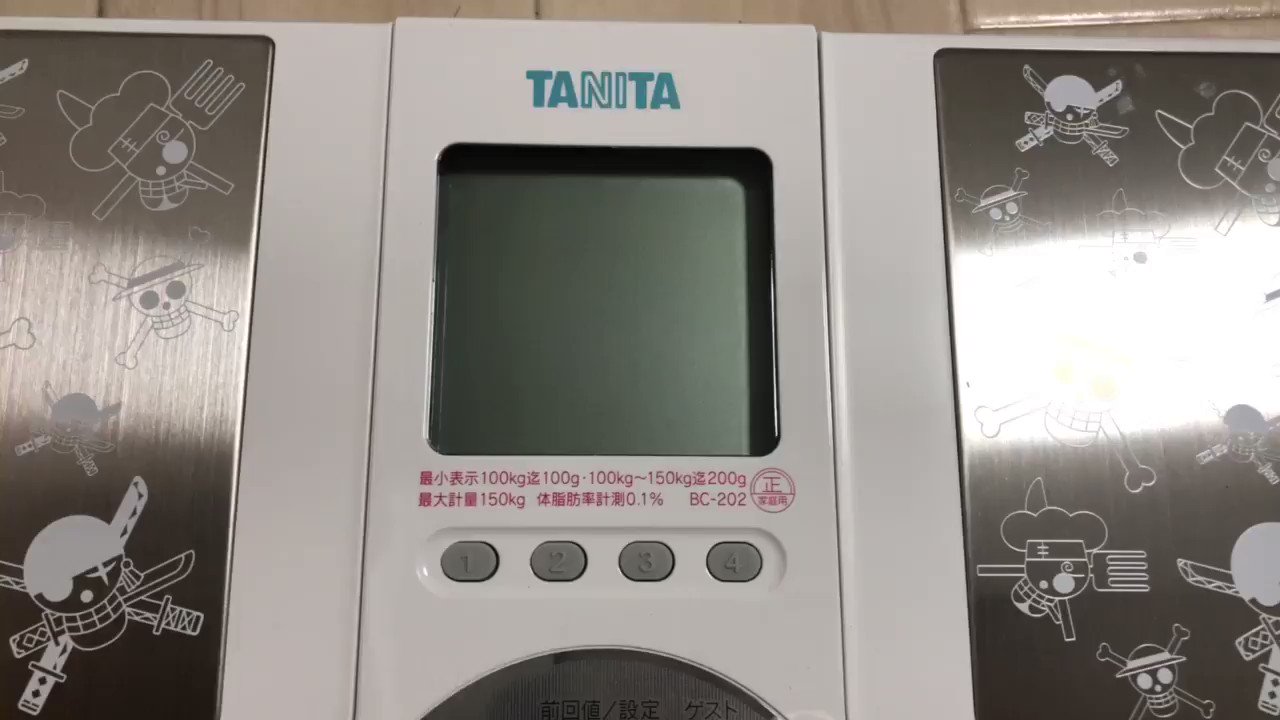 TANITA
最小表示100kg迄100g・100kg～150kg迄200g
最大計量150kg 体脂肪率計測0.1% BC-202
正
家庭用
1 2 3 4
前回値/設定 ゲスト